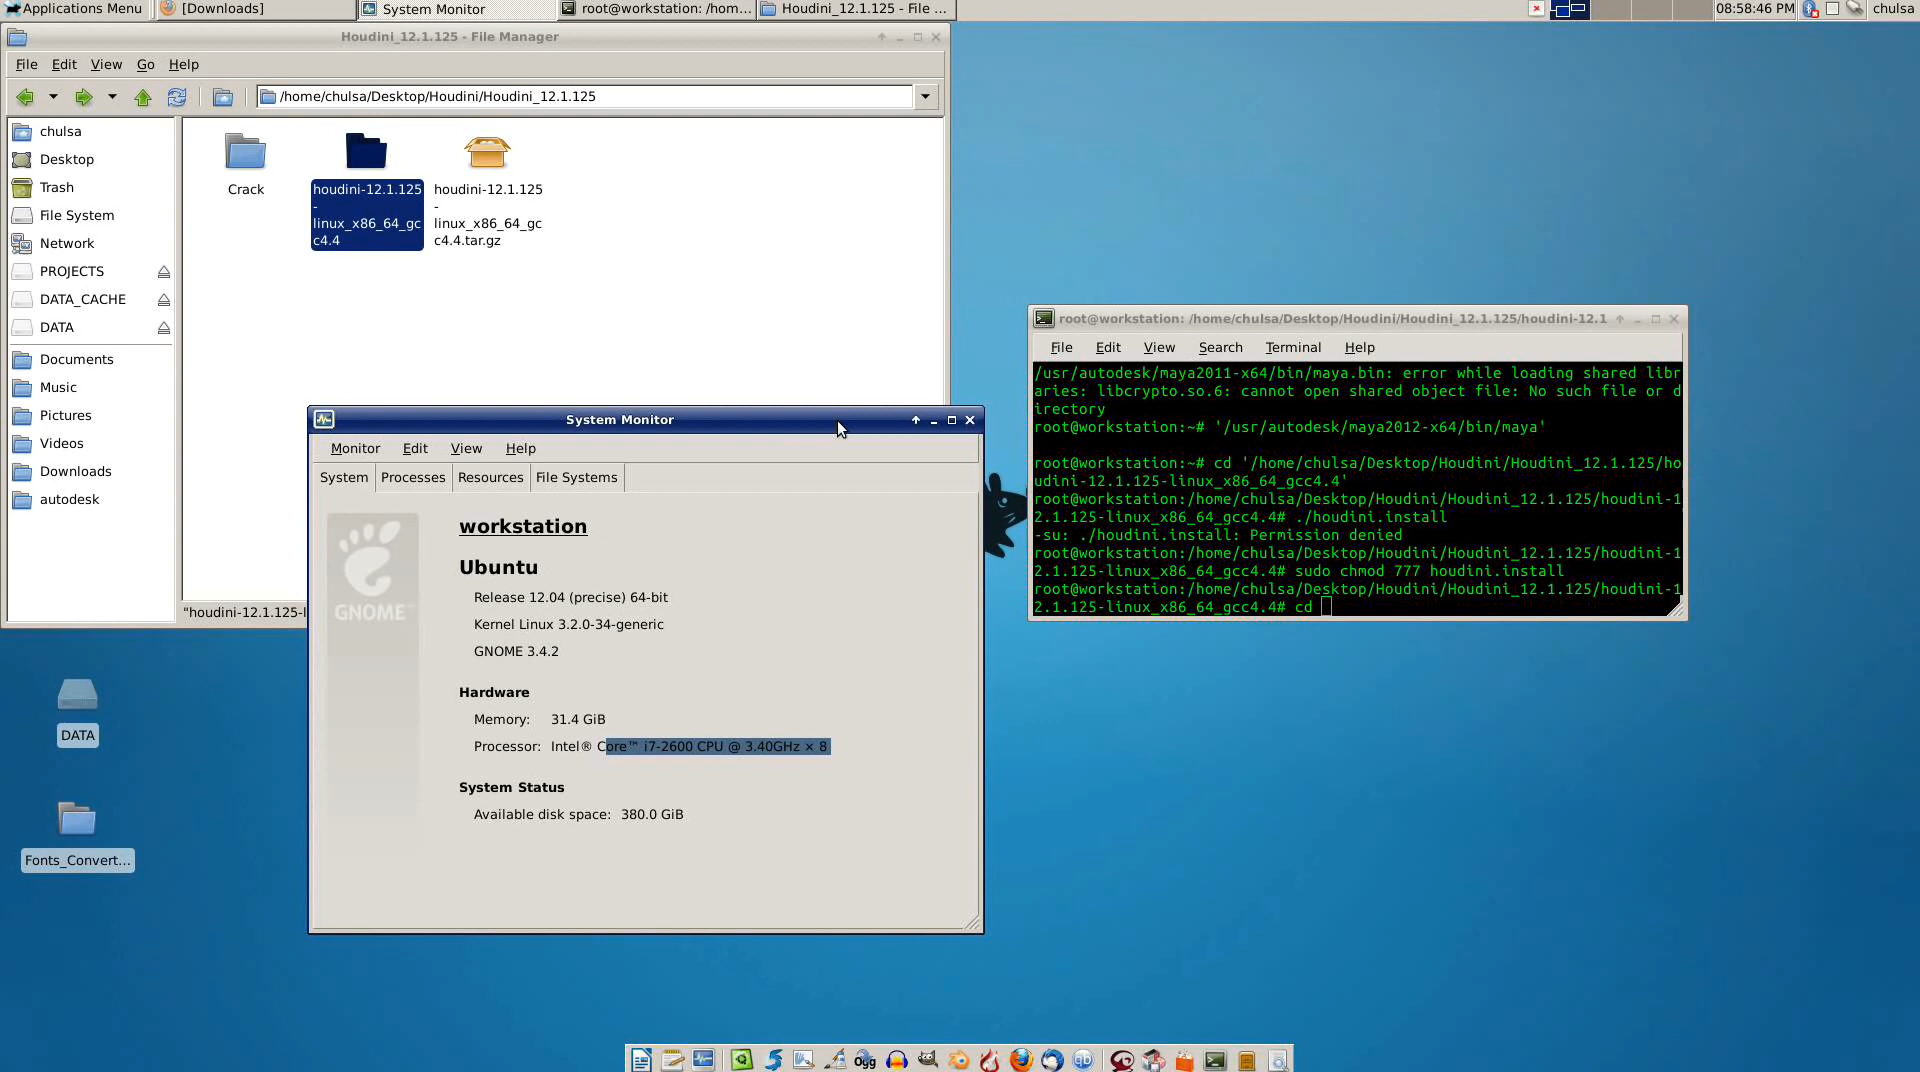 Applications Menu
[Downloads]
System Monitor
root@workstation: /hom...
Houdini_12.1.125 - File ...
08:58:46 PM
chulsa
Houdini_12.1.125 - File Manager
File Edit View Go Help
/home/chulsa/Desktop/Houdini/Houdini_12.1.125
chulsa
Desktop
Trash
File System
Network
PROJECTS
DATA_CACHE
DATA
Documents
Music
Pictures
Videos
Downloads
autodesk
Crack
houdini-12.1.125
-
linux_x86_64_gc
c4.4
houdini-12.1.125
-
linux_x86_64_gc
c4.4.tar.gz
"houdini-12.1.125-l
System Monitor
Monitor Edit View Help
System Processes Resources File Systems
GNOME
workstation
Ubuntu
Release 12.04 (precise) 64-bit
Kernel Linux 3.2.0-34-generic
GNOME 3.4.2
Hardware
Memory: 31.4 GiB
Processor: Intel® Core™ i7-2600 CPU @ 3.40GHz × 8
System Status
Available disk space: 380.0 GiB
root@workstation: /home/chulsa/Desktop/Houdini/Houdini_12.1.125/houdini-12.1
File Edit View Search Terminal Help
/usr/autodesk/maya2011-x64/bin/maya.bin: error while loading shared libr
aries: libcrypto.so.6: cannot open shared object file: No such file or d
irectory
root@workstation:~# '/usr/autodesk/maya2012-x64/bin/maya'
root@workstation:~# cd '/home/chulsa/Desktop/Houdini/Houdini_12.1.125/ho
udini-12.1.125-linux_x86_64_gcc4.4'
root@workstation:/home/chulsa/Desktop/Houdini/Houdini_12.1.125/houdini-1
2.1.125-linux_x86_64_gcc4.4# ./houdini.install
-su: ./houdini.install: Permission denied
root@workstation:/home/chulsa/Desktop/Houdini/Houdini_12.1.125/houdini-1
2.1.125-linux_x86_64_gcc4.4# sudo chmod 777 houdini.install
root@workstation:/home/chulsa/Desktop/Houdini/Houdini_12.1.125/houdini-1
2.1.125-linux_x86_64_gcc4.4# cd
DATA
Fonts_Convert...
Ogg
qb